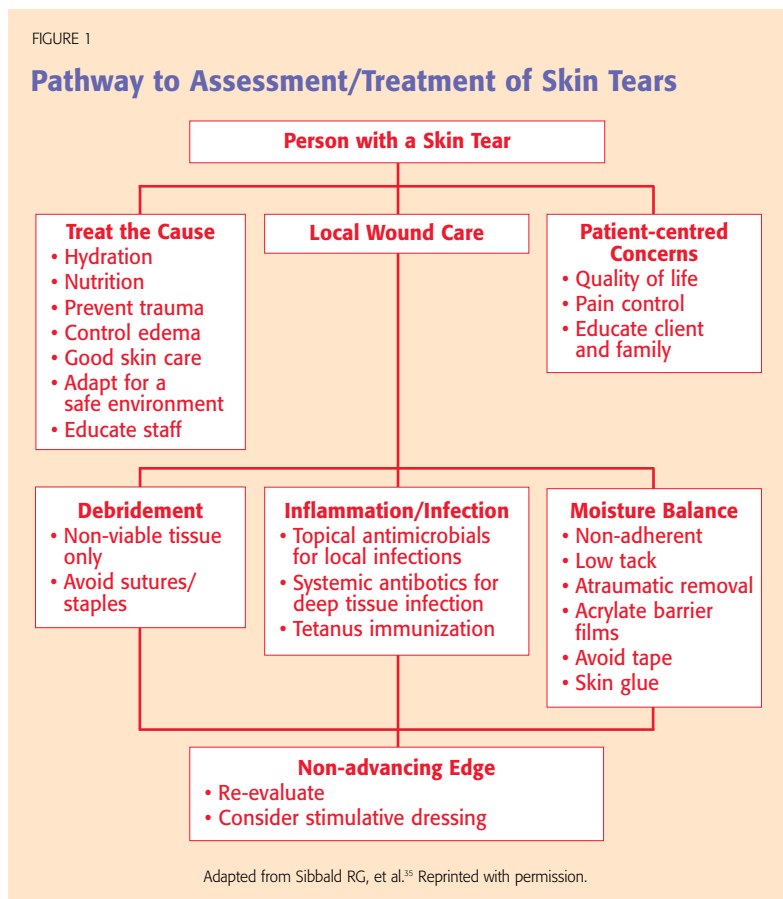 FIGURE 1
Pathway to Assessment/Treatment of Skin Tears
Person with a Skin Tear
Treat the Cause
• Hydration
• Nutrition
• Prevent trauma
• Control edema
• Good skin care
• Adapt for a
safe environment
• Educate staff
Local Wound Care
Patient-centred
Concerns
• Quality of life
• Pain control
• Educate client
and family
Debridement
• Non-viable tissue
only
• Avoid sutures/
staples
Inflammation/Infection
• Topical antimicrobials
for local infections
• Systemic antibotics for
deep tissue infection
• Tetanus immunization
Moisture Balance
• Non-adherent
• Low tack
• Atraumatic removal
• Acrylate barrier
films
• Avoid tape
• Skin glue
Non-advancing Edge
• Re-evaluate
• Consider stimulative dressing
Adapted from Sibbald RG, et al.³⁵ Reprinted with permission.